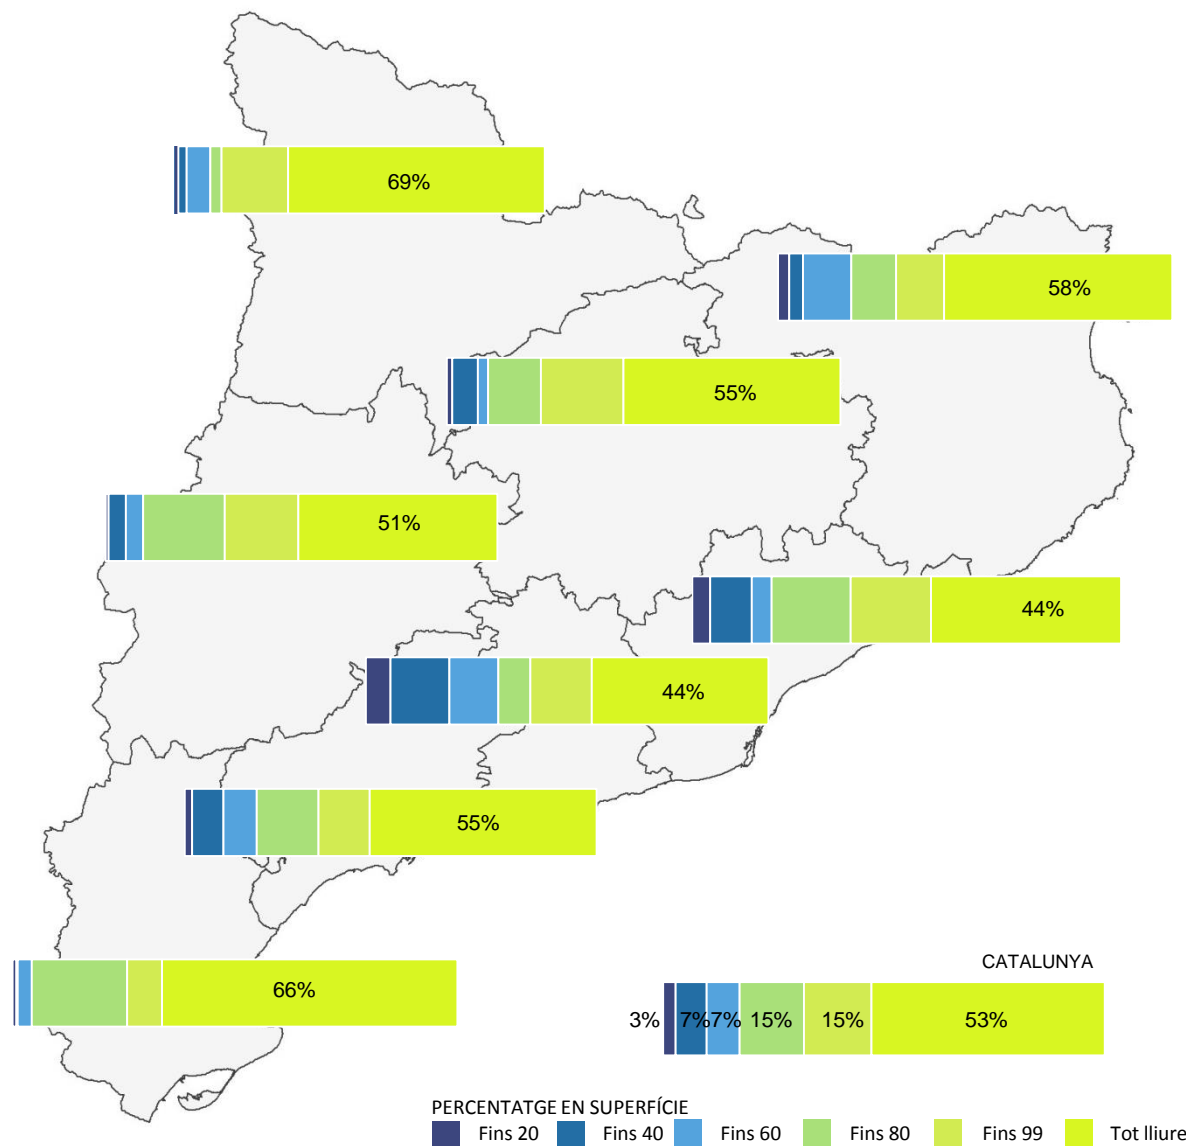 69%
58%
55%
51%
44%
44%
55%
66%
CATALUNYA
3% 7% 7% 15% 15% 53%
PERCENTATGE EN SUPERFÍCIE
Fins 20 Fins 40 Fins 60 Fins 80 Fins 99 Tot lliure